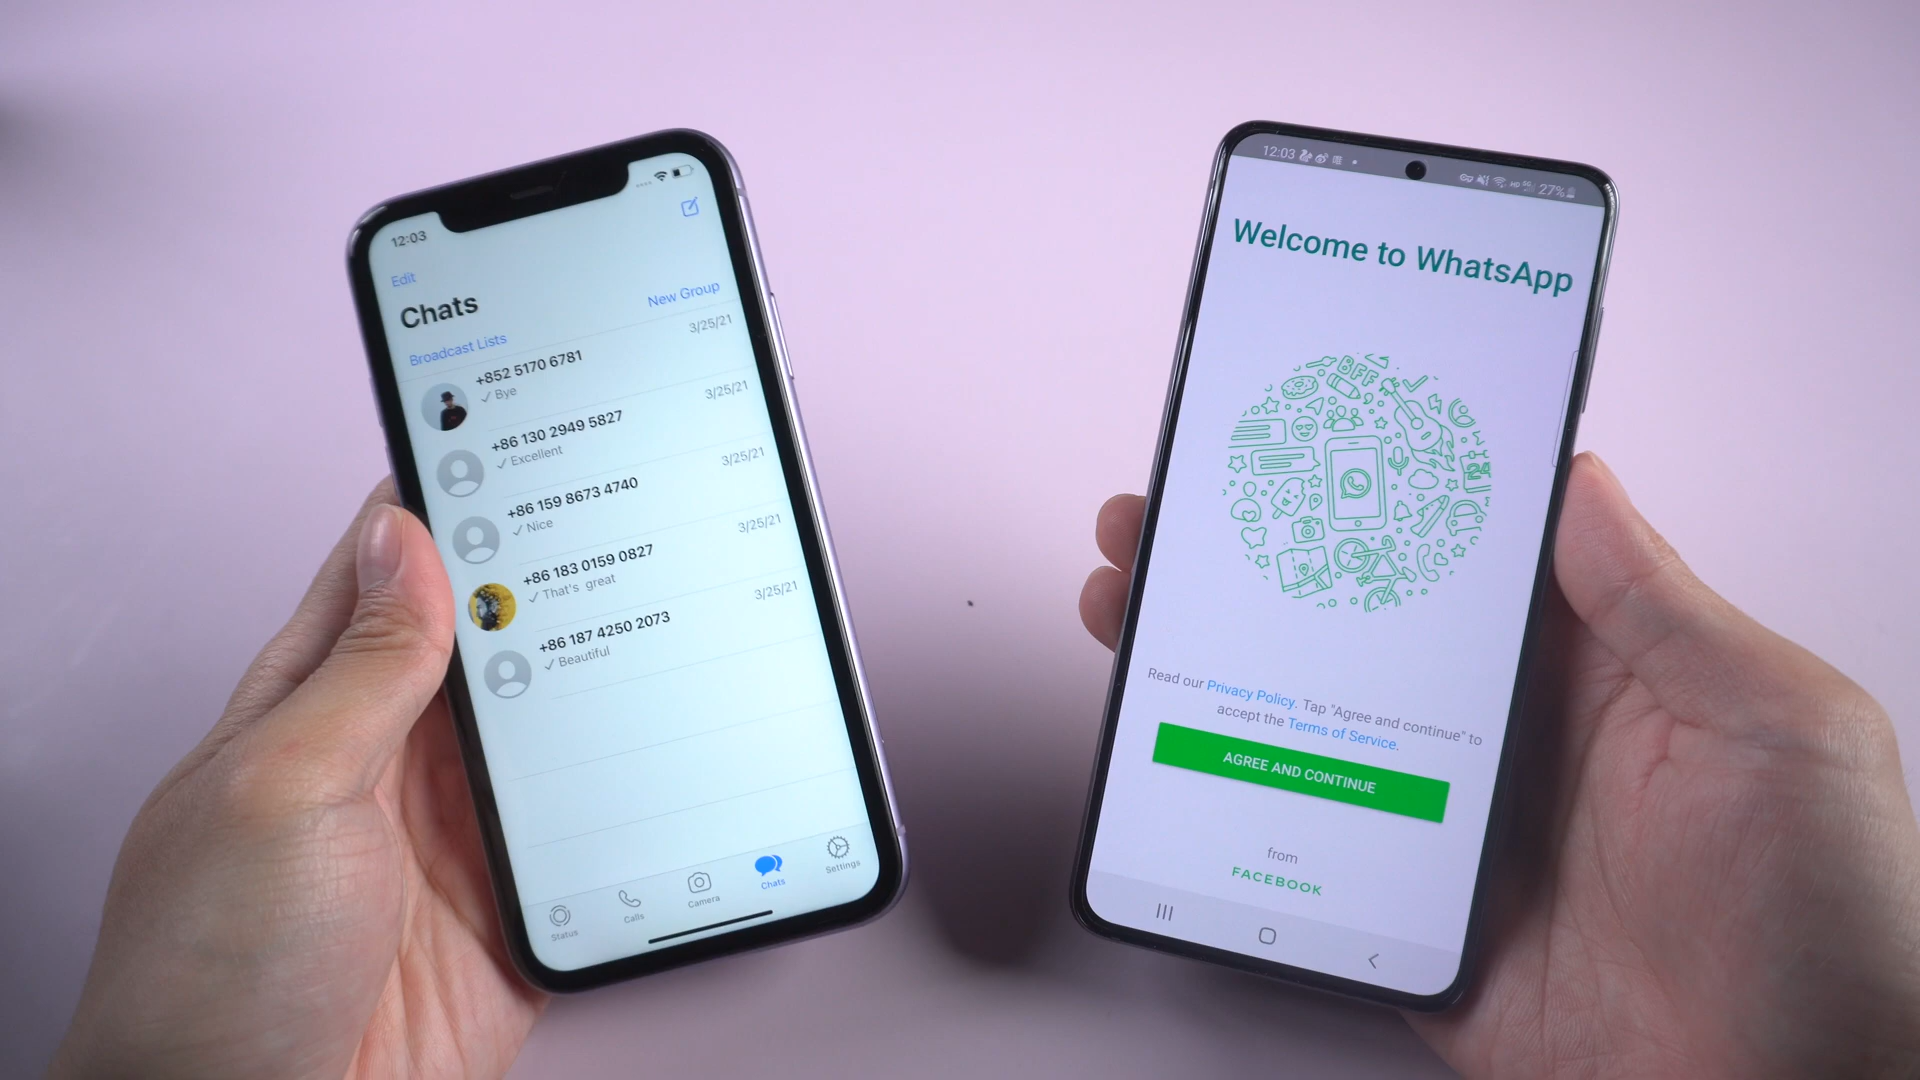 12:03
Edit
Chats
New Group
Broadcast Lists
3/25/21
+852 5170 6781
Bye
3/25/21
+86 130 2949 5827
Excellent
3/25/21
+86 159 8673 4740
Nice
3/25/21
+86 183 0159 0827
That's great
3/25/21
+86 187 4250 2073
Beautiful
Status
Calls
Camera
Chats
Settings
12:03
27%
Welcome to WhatsApp
BFF
24
Read our Privacy Policy. Tap "Agree and continue" to
accept the Terms of Service.
AGREE AND CONTINUE
from
FACEBOOK